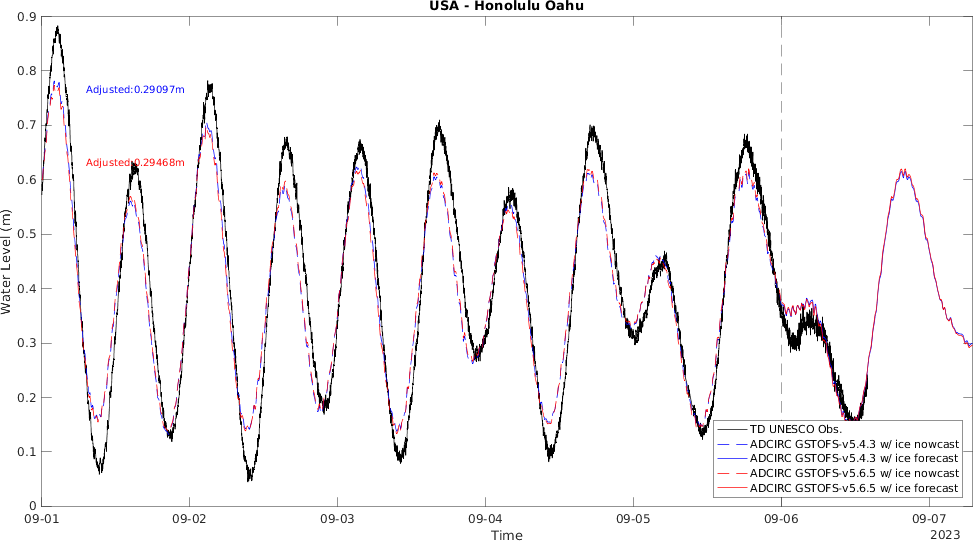 USA - Honolulu Oahu
0.9
0.8
0.7
0.6
0.5
0.4
0.3
0.2
0.1
0
Water Level (m)
Adjusted:0.29097m
Adjusted:0.29468m
TD UNESCO Obs.
ADCIRC GSTOFS-v5.4.3 w/ ice nowcast
ADCIRC GSTOFS-v5.4.3 w/ ice forecast
ADCIRC GSTOFS-v5.6.5 w/ ice nowcast
ADCIRC GSTOFS-v5.6.5 w/ ice forecast
09-01 09-02 09-03 09-04 09-05 09-06 09-07
Time
2023